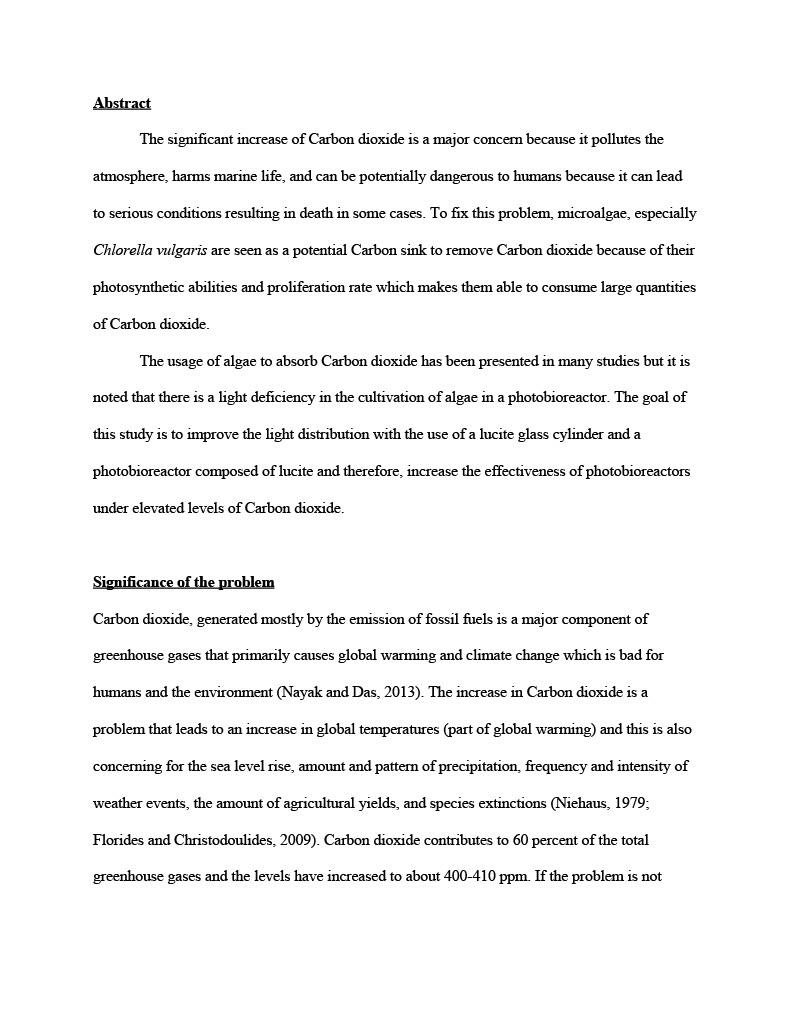 Abstract
The significant increase of Carbon dioxide is a major concern because it pollutes the
atmosphere, harms marine life, and can be potentially dangerous to humans because it can lead
to serious conditions resulting in death in some cases. To fix this problem, microalgae, especially
Chlorella vulgaris are seen as a potential Carbon sink to remove Carbon dioxide because of their
photosynthetic abilities and proliferation rate which makes them able to consume large quantities
of Carbon dioxide.
The usage of algae to absorb Carbon dioxide has been presented in many studies but it is
noted that there is a light deficiency in the cultivation of algae in a photobioreactor. The goal of
this study is to improve the light distribution with the use of a lucite glass cylinder and a
photobioreactor composed of lucite and therefore, increase the effectiveness of photobioreactors
under elevated levels of Carbon dioxide.
Significance of the problem
Carbon dioxide, generated mostly by the emission of fossil fuels is a major component of
greenhouse gases that primarily causes global warming and climate change which is bad for
humans and the environment (Nayak and Das, 2013). The increase in Carbon dioxide is a
problem that leads to an increase in global temperatures (part of global warming) and this is also
concerning for the sea level rise, amount and pattern of precipitation, frequency and intensity of
weather events, the amount of agricultural yields, and species extinctions (Niehaus, 1979;
Florides and Christodoulides, 2009). Carbon dioxide contributes to 60 percent of the total
greenhouse gases and the levels have increased to about 400-410 ppm. If the problem is not